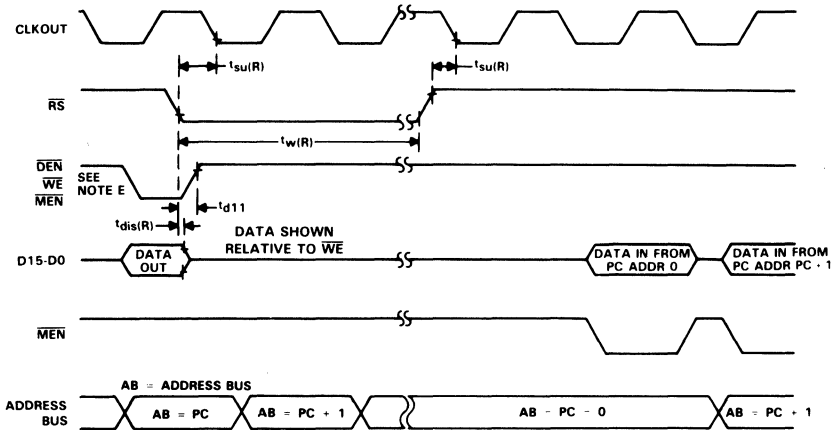 CLKOUT
tsu(R)
tsu(R)
RS
tw(R)
DEN
WE
MEN
SEE
NOTE E
td11
tdis(R)
DATA SHOWN
RELATIVE TO WE
D15-D0
DATA
OUT
DATA IN FROM
PC ADDR 0
DATA IN FROM
PC ADDR PC + 1
MEN
AB = ADDRESS BUS
ADDRESS
BUS
AB = PC
AB = PC + 1
AB - PC - 0
AB = PC + 1